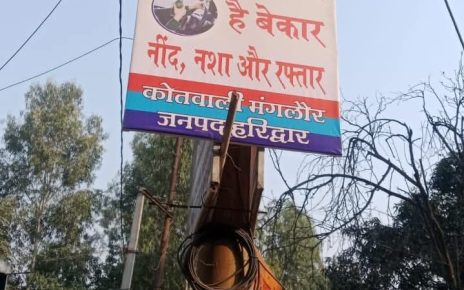 है बेकार
नींद, नशा और रफ्तार
कोतवाली मंगलौर
जनपद हरिद्वार